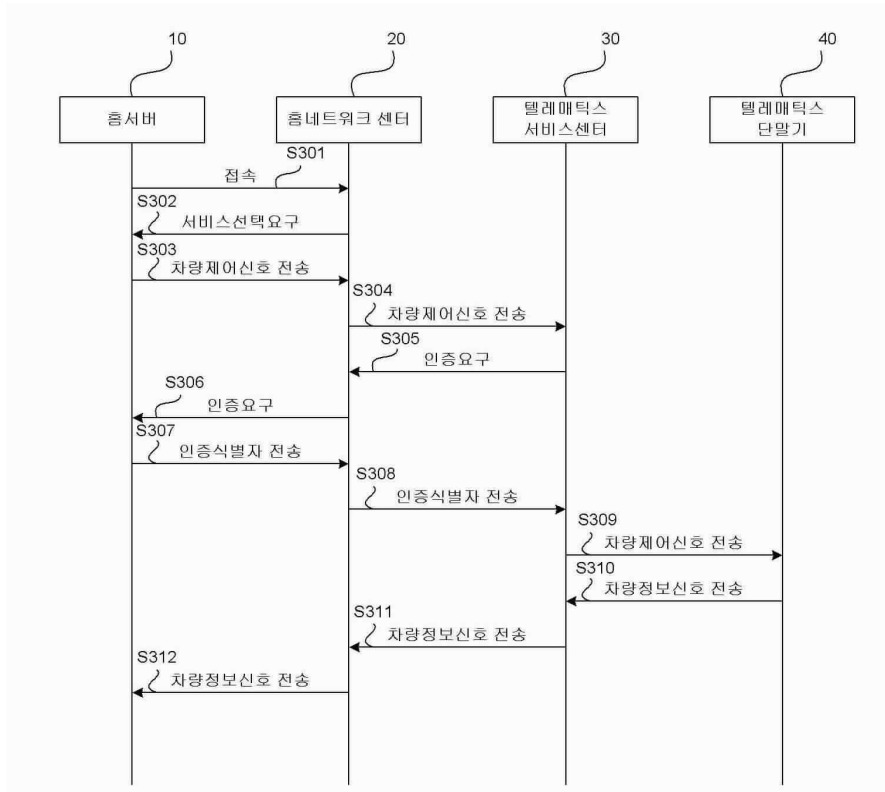 10
20
30
40
홈서버
홈네트워크 센터
텔레매틱스
서비스센터
텔레매틱스
단말기
S301
접속
S302
서비스선택요구
S303
차량제어신호 전송
S304
차량제어신호 전송
S305
인증요구
S306
인증요구
S307
인증식별자 전송
S308
인증식별자 전송
S309
차량제어신호 전송
S310
차량정보신호 전송
S311
차량정보신호 전송
S312
차량정보신호 전송